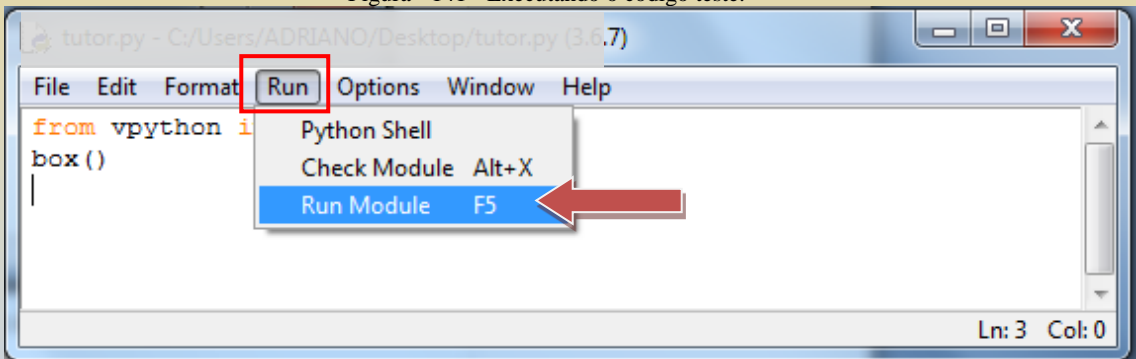 tutor.py - C:/Users/ADRIANO/Desktop/tutor.py (3.6.7)
File Edit Format Run Options Window Help
from vpython i
box()
Python Shell
Check Module Alt+X
Run Module F5
Ln: 3 Col: 0